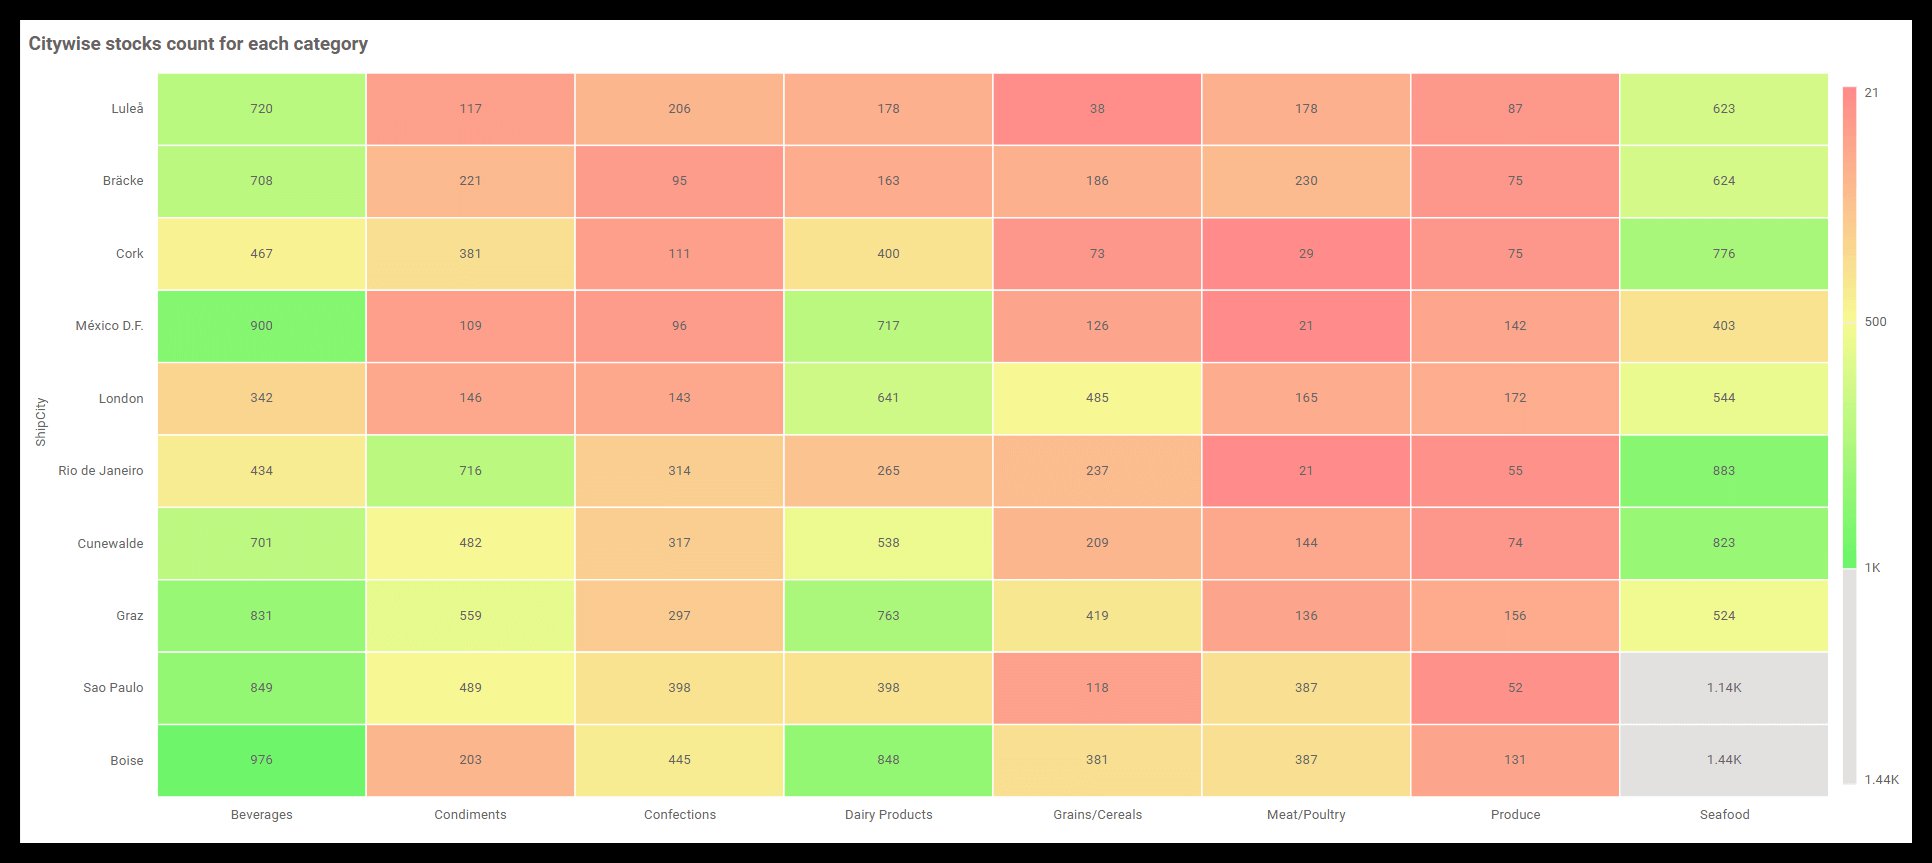 Citywise stocks count for each category
Luleå 720 117 206 178 38 178 87 623
Bräcke 708 221 95 163 186 230 75 624
Cork 467 381 111 400 73 29 75 776
México D.F. 900 109 96 717 126 21 142 403
London 342 146 143 641 485 165 172 544
Rio de Janeiro 434 716 314 265 237 21 55 883
Cunewalde 701 482 317 538 209 144 74 823
Graz 831 559 297 763 419 136 156 524
Sao Paulo 849 489 398 398 118 387 52 1.14K
Boise 976 203 445 848 381 387 131 1.44K
Beverages Condiments Confections Dairy Products Grains/Cereals Meat/Poultry Produce Seafood
ShipCity
21
500
1K
1.44K